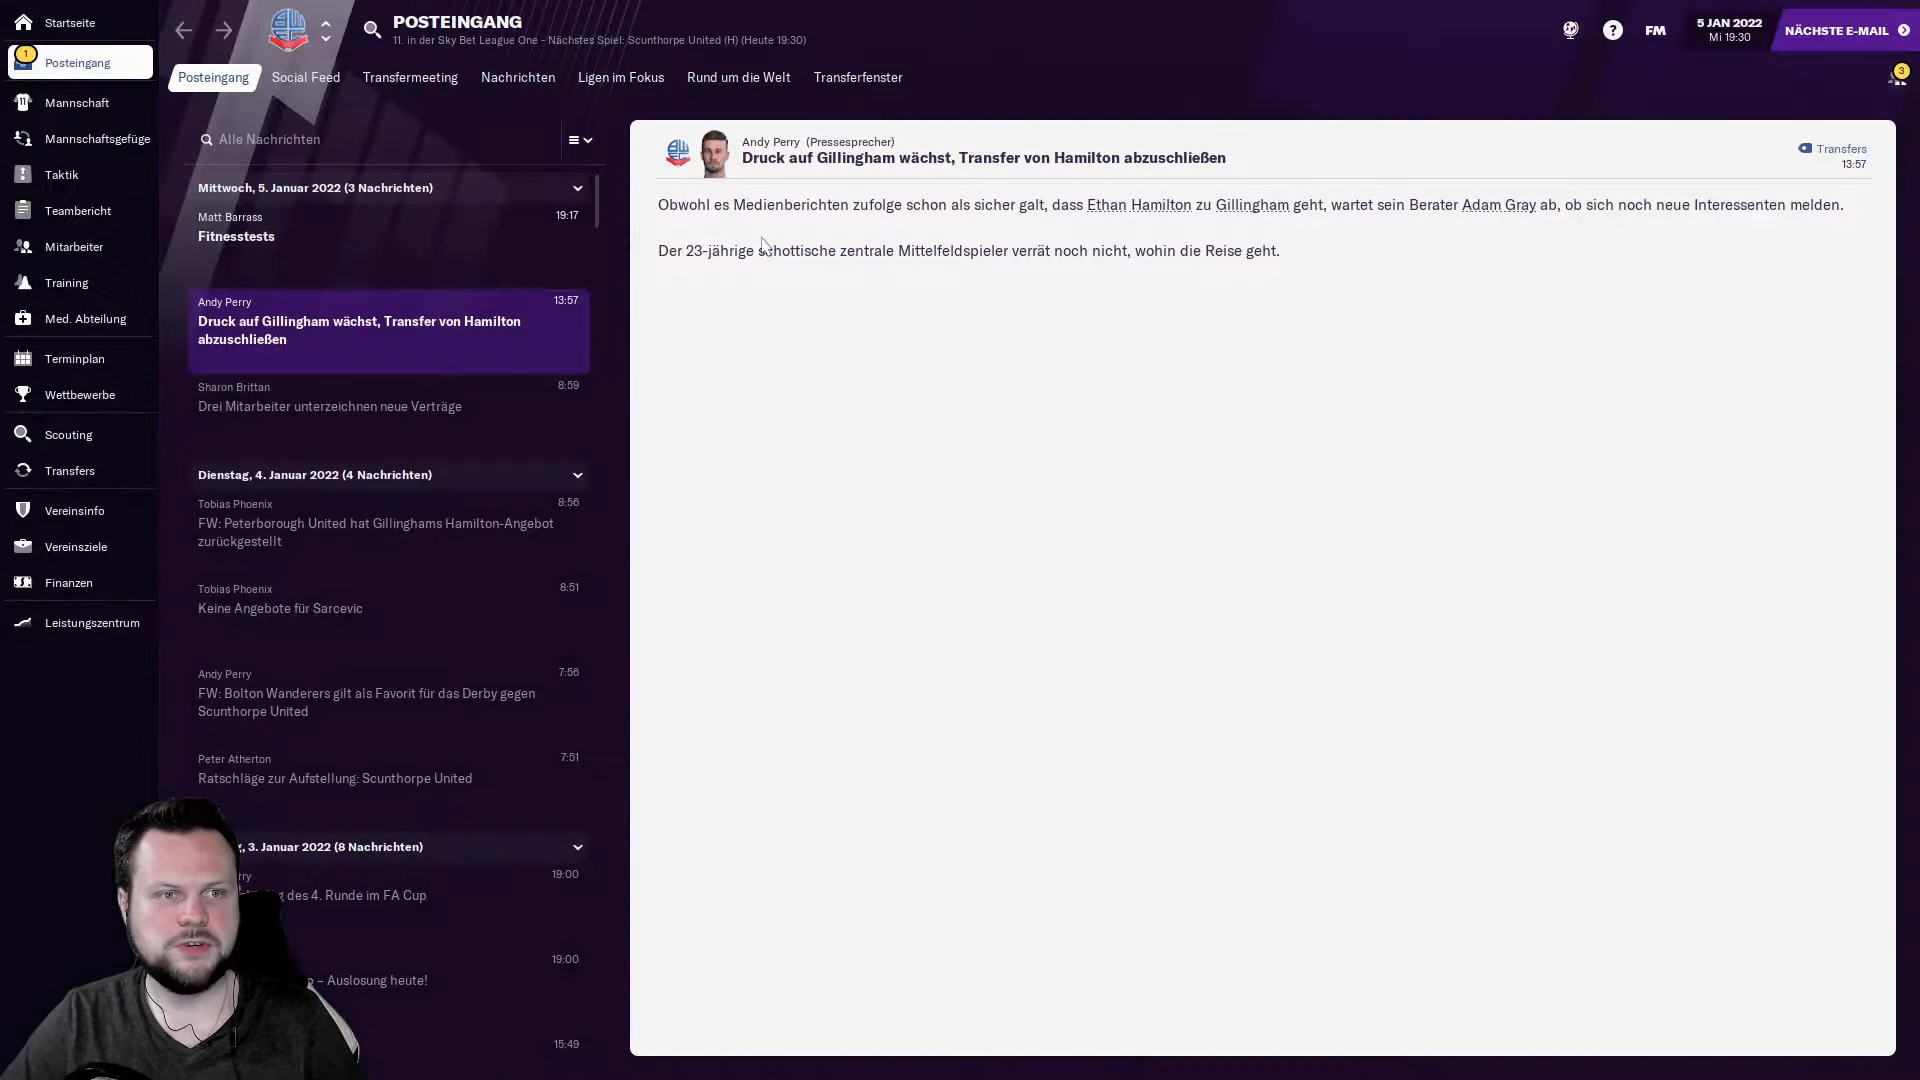 Startseite
Posteingang
1
Mannschaft
Mannschaftsgefüge
Taktik
Teambericht
Mitarbeiter
Training
Med. Abteilung
Terminplan
Wettbewerbe
Scouting
Transfers
Vereinsinfo
Vereinsziele
Finanzen
Leistungszentrum
POSTEINGANG
11. in der Sky Bet League One - Nächstes Spiel: Scunthorpe United (H) (Heute 19:30)
FM
5 JAN 2022
Mi 19:30
NÄCHSTE E-MAIL
3
Posteingang Social Feed Transfermeeting Nachrichten Ligen im Fokus Rund um die Welt Transferfenster
Alle Nachrichten
Mittwoch, 5. Januar 2022 (3 Nachrichten)
Matt Barrass 19:17
Fitnesstests
Andy Perry 13:57
Druck auf Gillingham wächst, Transfer von Hamilton
abzuschließen
Sharon Brittan 8:59
Drei Mitarbeiter unterzeichnen neue Verträge
Dienstag, 4. Januar 2022 (4 Nachrichten)
Tobias Phoenix 8:56
FW: Peterborough United hat Gillinghams Hamilton-Angebot
zurückgestellt
Tobias Phoenix 8:51
Keine Angebote für Sarcevic
Andy Perry 7:56
FW: Bolton Wanderers gilt als Favorit für das Derby gegen
Scunthorpe United
Peter Atherton 7:51
Ratschläge zur Aufstellung: Scunthorpe United
3. Januar 2022 (8 Nachrichten)
19:00
des 4. Runde im FA Cup
19:00
– Auslosung heute!
15:49
Andy Perry (Pressesprecher)
Druck auf Gillingham wächst, Transfer von Hamilton abzuschließen
Transfers
13:57
Obwohl es Medienberichten zufolge schon als sicher galt, dass Ethan Hamilton zu Gillingham geht, wartet sein Berater Adam Gray ab, ob sich noch neue Interessenten melden.
Der 23-jährige schottische zentrale Mittelfeldspieler verrät noch nicht, wohin die Reise geht.